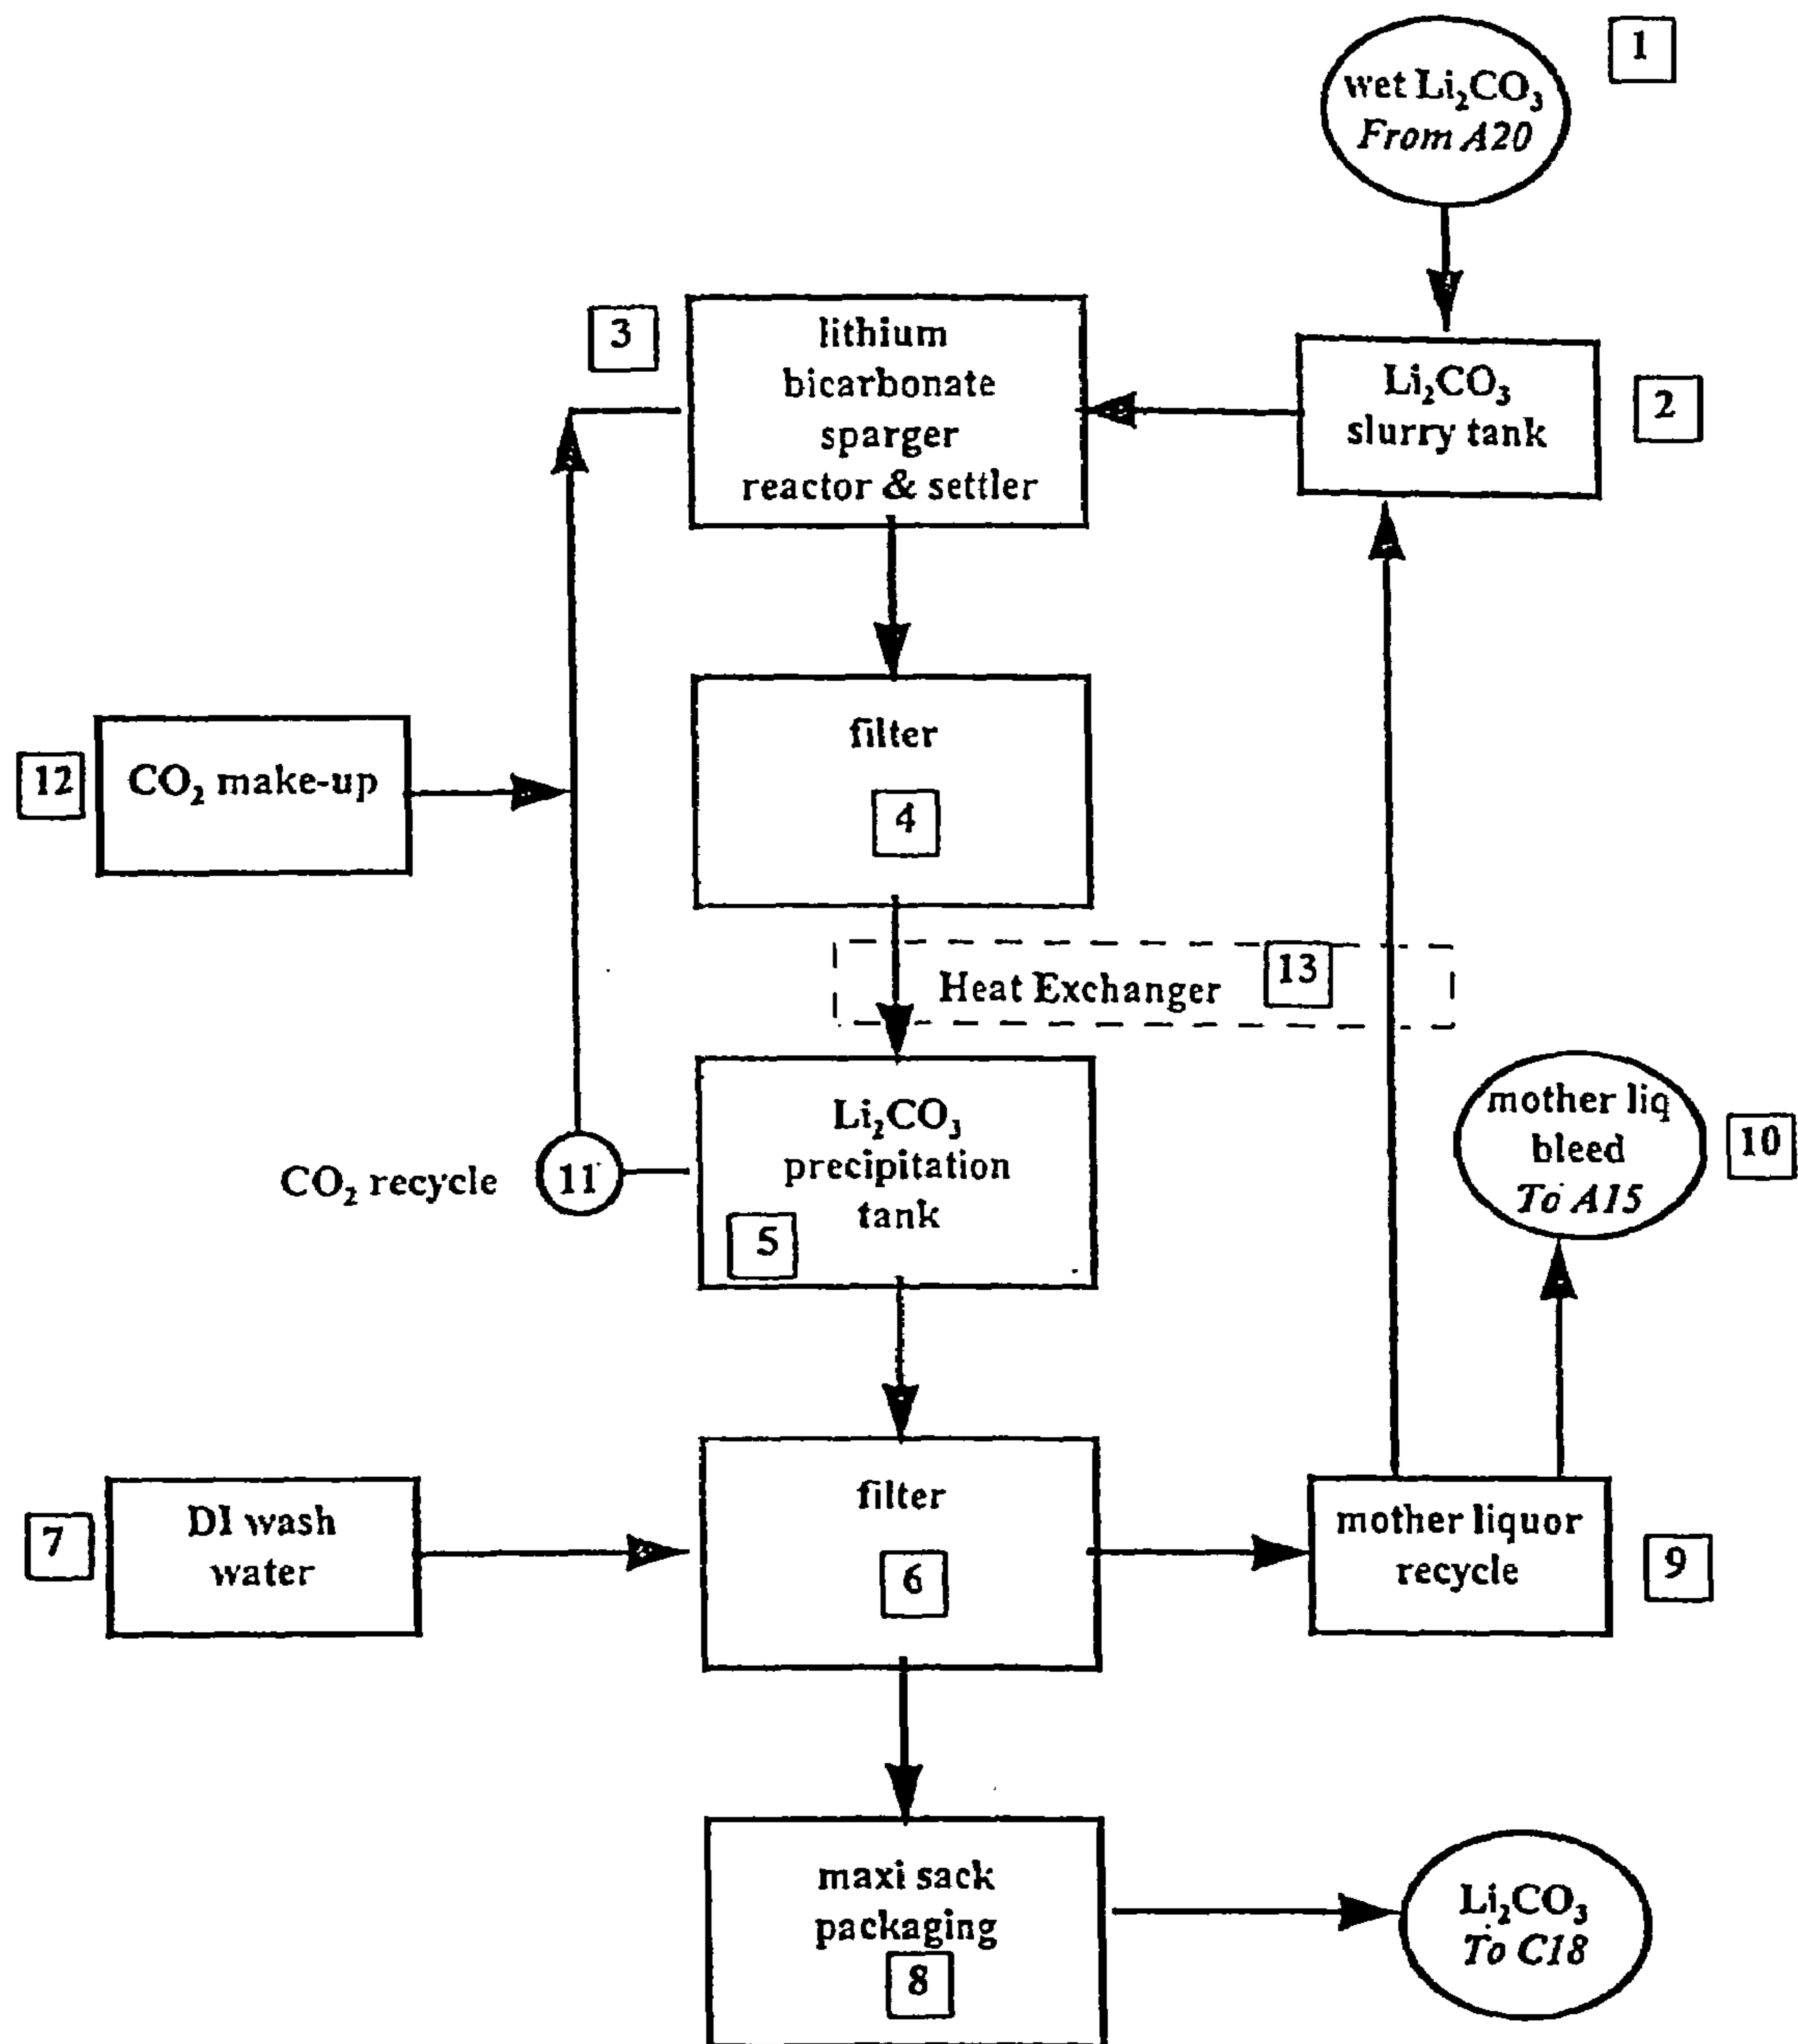 1
wet Li₂CO₃
From A20
3
lithium
bicarbonate
sparger
reactor & settler
Li₂CO₃
slurry tank
2
filter
4
12
CO₂ make-up
Heat Exchanger
13
Li₂CO₃
precipitation
tank
5
CO₂ recycle
11
mother liq
bleed
To A15
10
7
DI wash
water
filter
6
mother liquor
recycle
9
maxi sack
packaging
8
Li₂CO₃
To C18